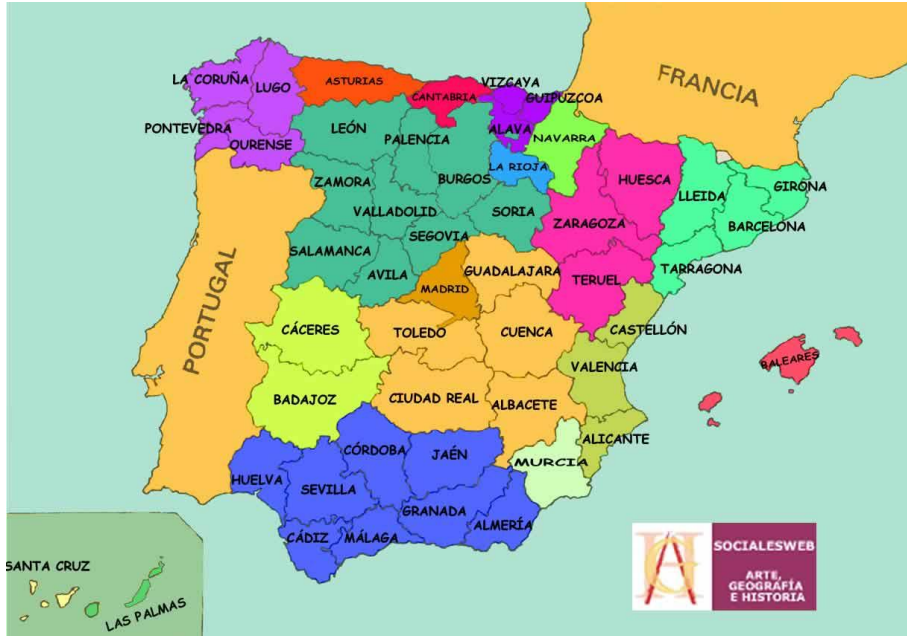 FRANCIA
PORTUGAL
LA CORUÑA
LUGO
PONTEVEDRA
OURENSE
ASTURIAS
CANTABRIA
VIZCAYA
GUIPUZCOA
ALAVA
NAVARRA
LA RIOJA
LEÓN
PALENCIA
BURGOS
ZAMORA
VALLADOLID
SORIA
SEGOVIA
SALAMANCA
AVILA
HUESCA
ZARAGOZA
TERUEL
LLEIDA
GIRONA
BARCELONA
TARRAGONA
MADRID
GUADALAJARA
TOLEDO
CUENCA
CIUDAD REAL
ALBACETE
CÁCERES
BADAJOZ
CASTELLÓN
VALENCIA
ALICANTE
BALEARES
MURCIA
HUELVA
SEVILLA
CÓRDOBA
JAÉN
CÁDIZ
MÁLAGA
GRANADA
ALMERÍA
SANTA CRUZ
LAS PALMAS
SOCIALESWEB
ARTE,
GEOGRAFÍA
E HISTORIA